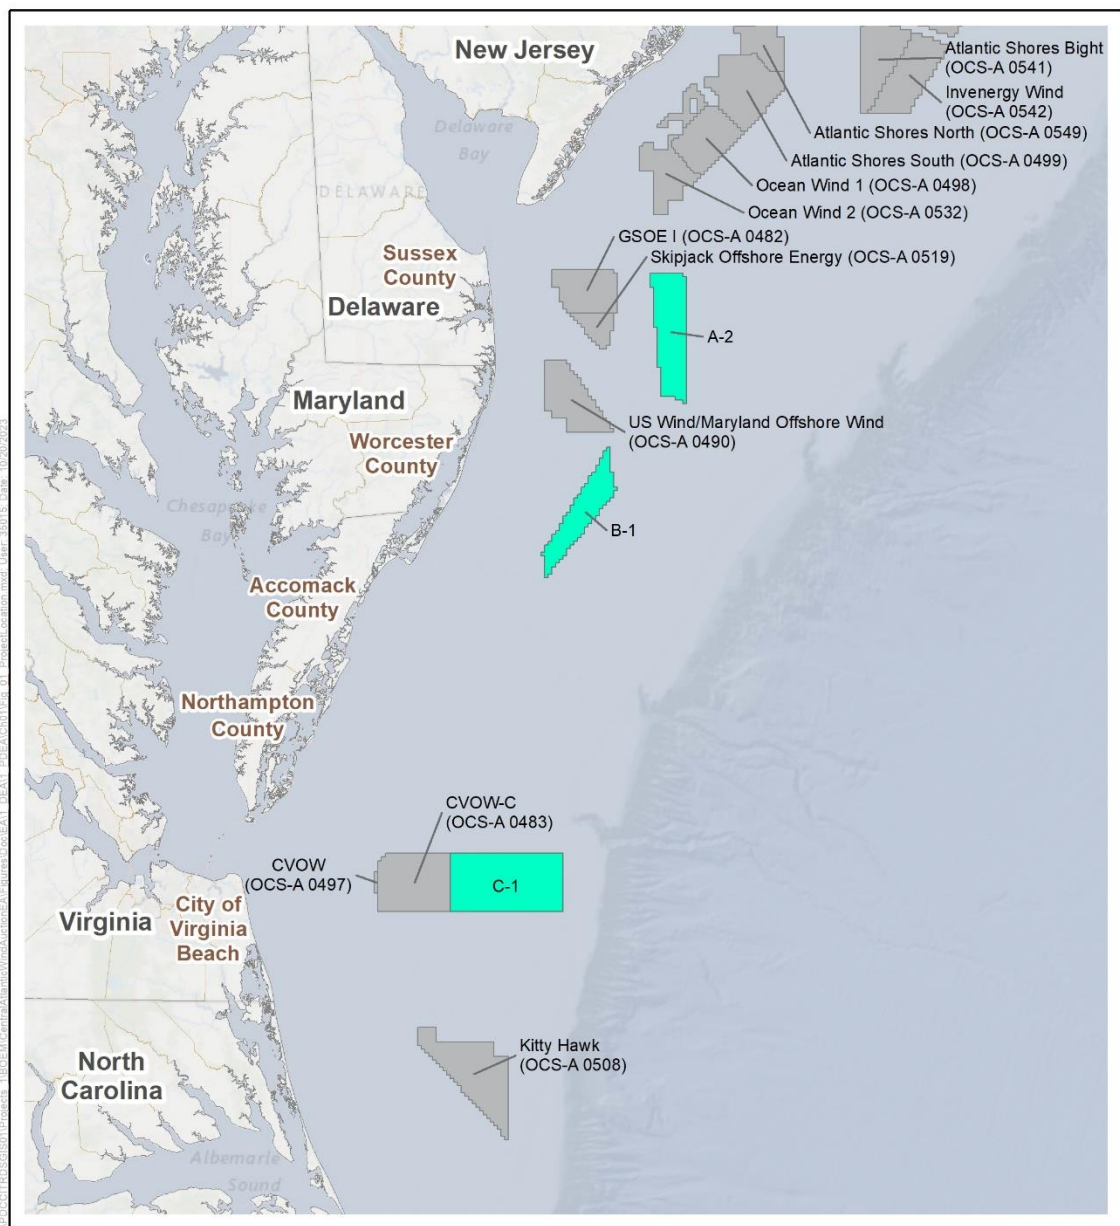 New Jersey
Atlantic Shores Bight
(OCS-A 0541)
Invenergy Wind
(OCS-A 0542)
Delaware
Bay
Atlantic Shores North (OCS-A 0549)
Atlantic Shores South (OCS-A 0499)
DELAWARE
Ocean Wind 1 (OCS-A 0498)
Ocean Wind 2 (OCS-A 0532)
GSOE I (OCS-A 0482)
Skipjack Offshore Energy (OCS-A 0519)
Sussex
County
Delaware
A-2
Maryland
US Wind/Maryland Offshore Wind
(OCS-A 0490)
Worcester
County
Chesapeake
Bay
B-1
Accomack
County
Northampton
County
CVOW-C
(OCS-A 0483)
CVOW
(OCS-A 0497)
C-1
City of
Virginia
Beach
Virginia
Kitty Hawk
(OCS-A 0508)
North
Carolina
Albemarle
Sound